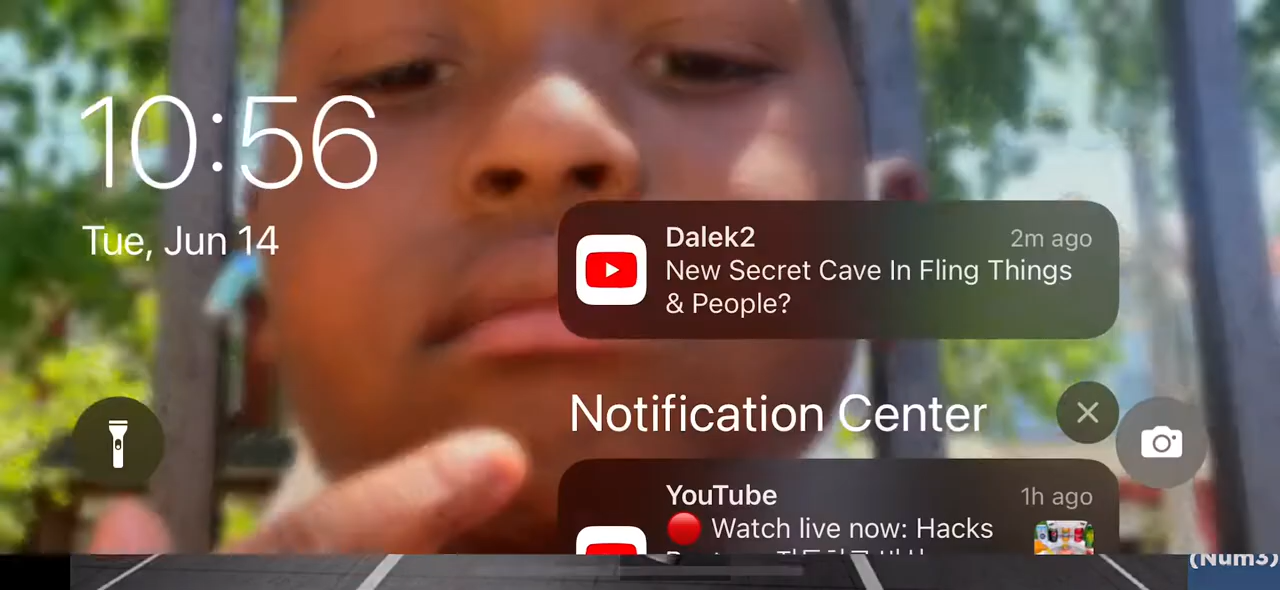 10:56
Tue, Jun 14
Dalek2
2m ago
New Secret Cave In Fling Things
& People?
Notification Center
YouTube
1h ago
🔴 Watch live now: Hacks
(Num3)